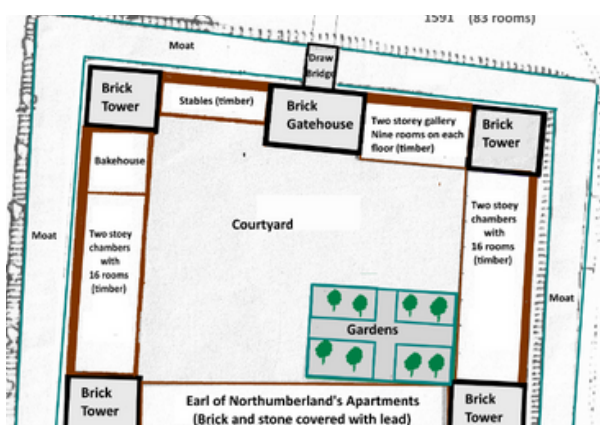 1591 (83 rooms)
Moat
Draw
Bridge
Brick
Tower
Stables (timber)
Brick
Gatehouse
Two storey gallery
Nine rooms on each
floor (timber)
Brick
Tower
Bakehouse
Two stoey
chambers
with
16 rooms
(timber)
Courtyard
Two stoey
chambers
with
16 rooms
(timber)
Moat
Moat
Gardens
Brick
Tower
Earl of Northumberland's Apartments
(Brick and stone covered with lead)
Brick
Tower